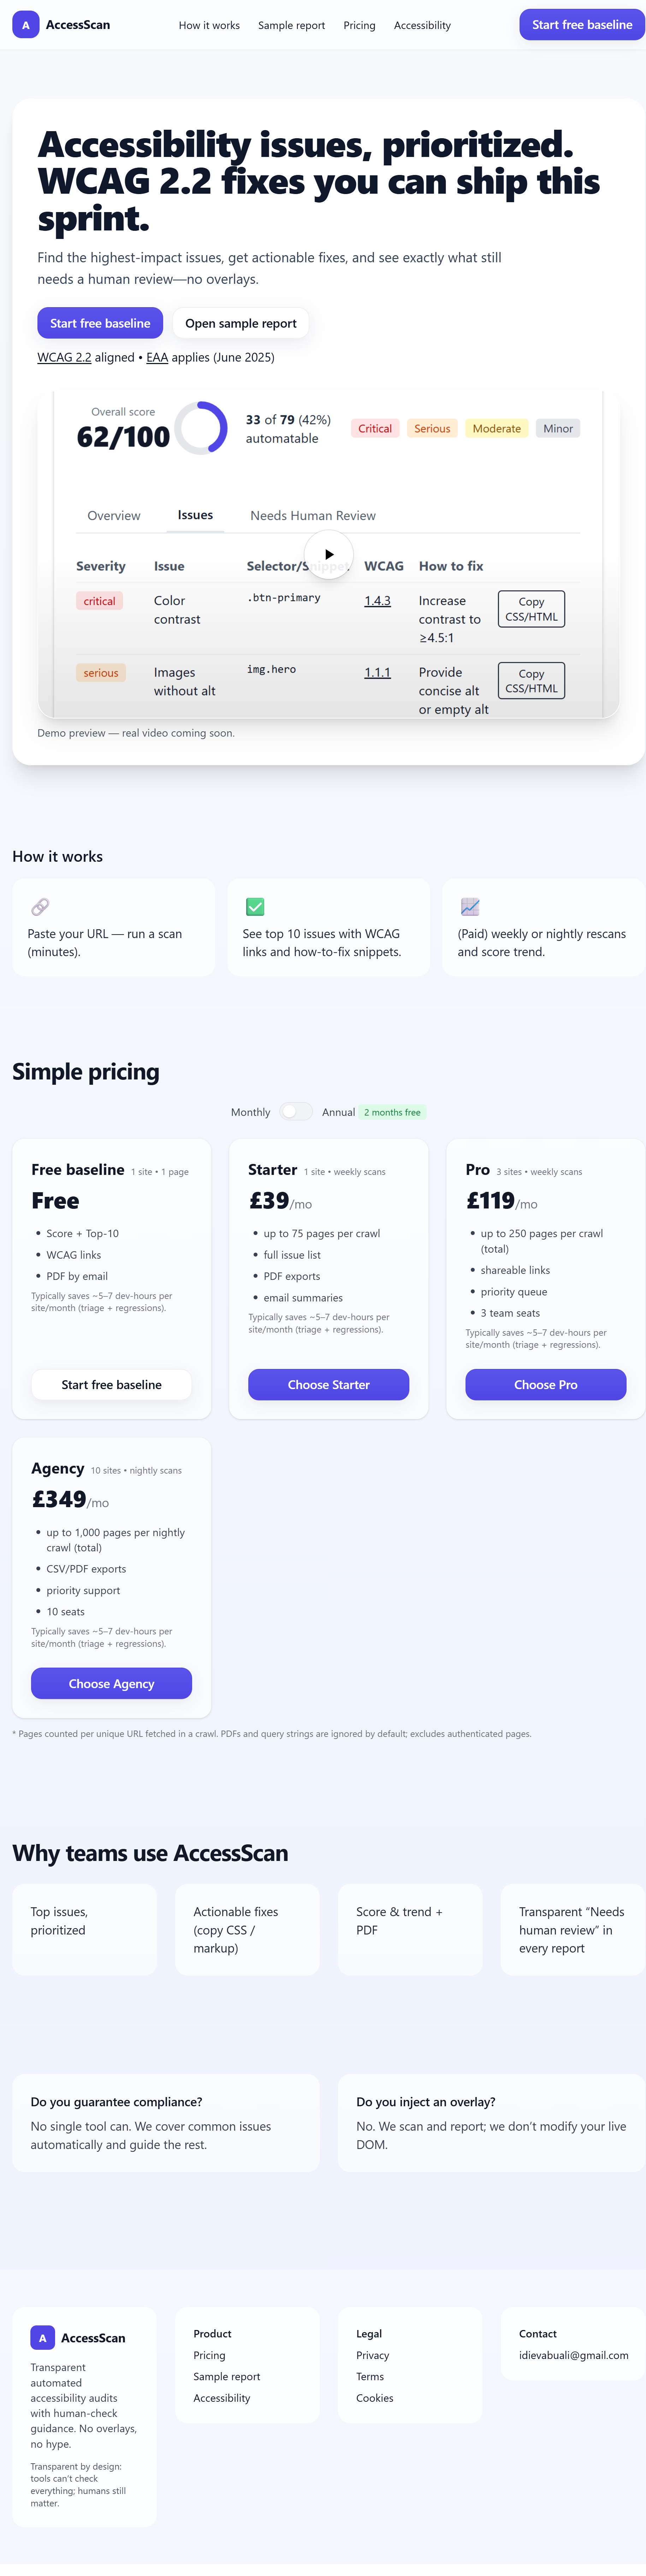 A AccessScan
How it works Sample report Pricing Accessibility
Start free baseline
Accessibility issues, prioritized.
WCAG 2.2 fixes you can ship this
sprint.
Find the highest-impact issues, get actionable fixes, and see exactly what still
needs a human review—no overlays.
Start free baseline Open sample report
WCAG 2.2 aligned • EAA applies (June 2025)
Overall score
62/100
33 of 79 (42%)
automatable
Critical Serious Moderate Minor
Overview Issues Needs Human Review
Severity Issue Selector/Snippet WCAG How to fix
critical
Color
contrast
.btn-primary
1.4.3
Increase
contrast to
≥4.5:1
Copy
CSS/HTML
serious
Images
without alt
img.hero
1.1.1
Provide
concise alt
or empty alt
Copy
CSS/HTML
Demo preview — real video coming soon.
How it works
Paste your URL — run a scan
(minutes).
See top 10 issues with WCAG
links and how-to-fix snippets.
(Paid) weekly or nightly rescans
and score trend.
Simple pricing
Monthly Annual 2 months free
Free baseline 1 site • 1 page
Free
• Score + Top-10
• WCAG links
• PDF by email
Typically saves ~5–7 dev-hours per
site/month (triage + regressions).
Start free baseline
Starter 1 site • weekly scans
£39/mo
• up to 75 pages per crawl
• full issue list
• PDF exports
• email summaries
Typically saves ~5–7 dev-hours per
site/month (triage + regressions).
Choose Starter
Pro 3 sites • weekly scans
£119/mo
• up to 250 pages per crawl
(total)
• shareable links
• priority queue
• 3 team seats
Typically saves ~5–7 dev-hours per
site/month (triage + regressions).
Choose Pro
Agency 10 sites • nightly scans
£349/mo
• up to 1,000 pages per nightly
crawl (total)
• CSV/PDF exports
• priority support
• 10 seats
Typically saves ~5–7 dev-hours per
site/month (triage + regressions).
Choose Agency
* Pages counted per unique URL fetched in a crawl. PDFs and query strings are ignored by default; excludes authenticated pages.
Why teams use AccessScan
Top issues,
prioritized
Actionable fixes
(copy CSS /
markup)
Score & trend +
PDF
Transparent “Needs
human review” in
every report
Do you guarantee compliance?
No single tool can. We cover common issues
automatically and guide the rest.
Do you inject an overlay?
No. We scan and report; we don’t modify your live
DOM.
A AccessScan
Transparent
automated
accessibility audits
with human-check
guidance. No overlays,
no hype.
Transparent by design:
tools can’t check
everything; humans still
matter.
Product
Pricing
Sample report
Accessibility
Legal
Privacy
Terms
Cookies
Contact
idievabuali@gmail.com